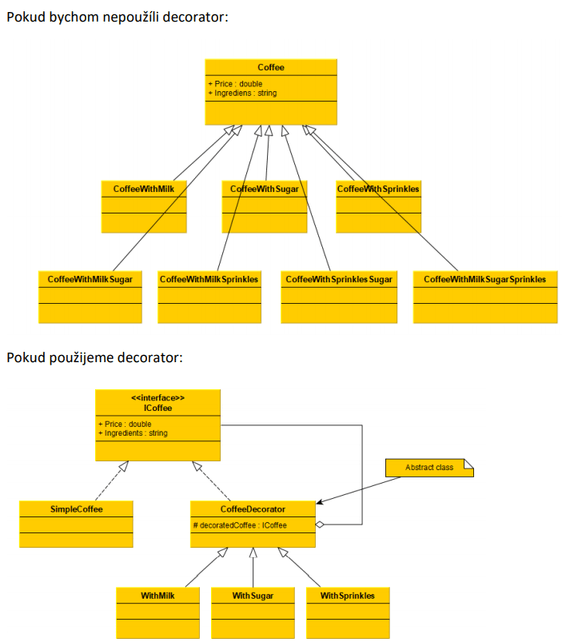 Pokud bychom nepoužíli decorator:
Coffee
+ Price : double
+ Ingrediens : string
CoffeeWithMilk
CoffeeWithSugar
CoffeeWithSprinkles
CoffeeWithMilkSugar
CoffeeWithMilkSprinkles
CoffeeWithSprinklesSugar
CoffeeWithMilkSugarSprinkles
Pokud použijeme decorator:
<<interface>>
ICoffee
+ Price : double
+ Ingredients : string
Abstract class
SimpleCoffee
CoffeeDecorator
# decoratedCoffee : ICoffee
WithMilk
WithSugar
WithSprinkles